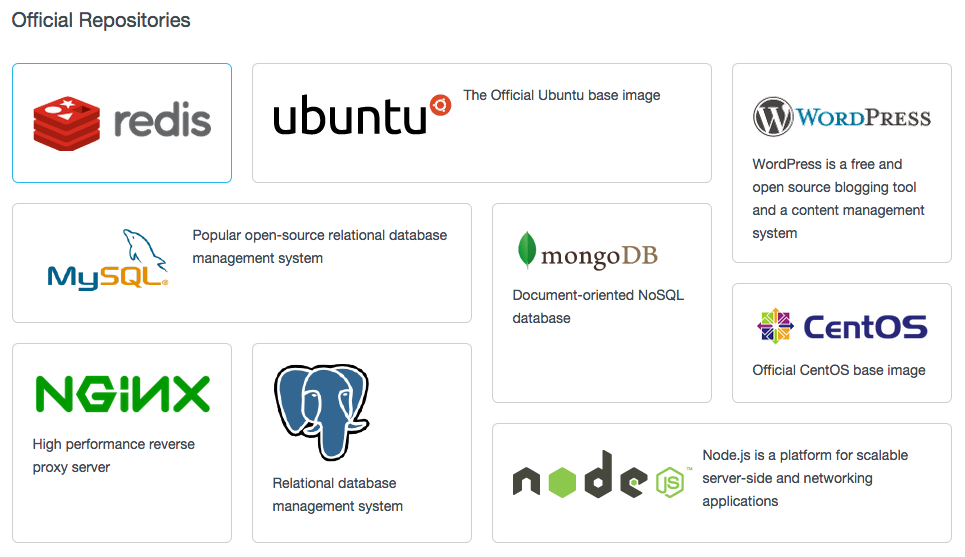 Official Repositories
redis
ubuntu
The Official Ubuntu base image
WORDPRESS
WordPress is a free and
open source blogging tool
and a content management
system
MySQL®
Popular open-source relational database
management system
mongoDB
Document-oriented NoSQL
database
CentOS
Official CentOS base image
NGiNX
High performance reverse
proxy server
Relational database
management system
node JS™
Node.js is a platform for scalable
server-side and networking
applications